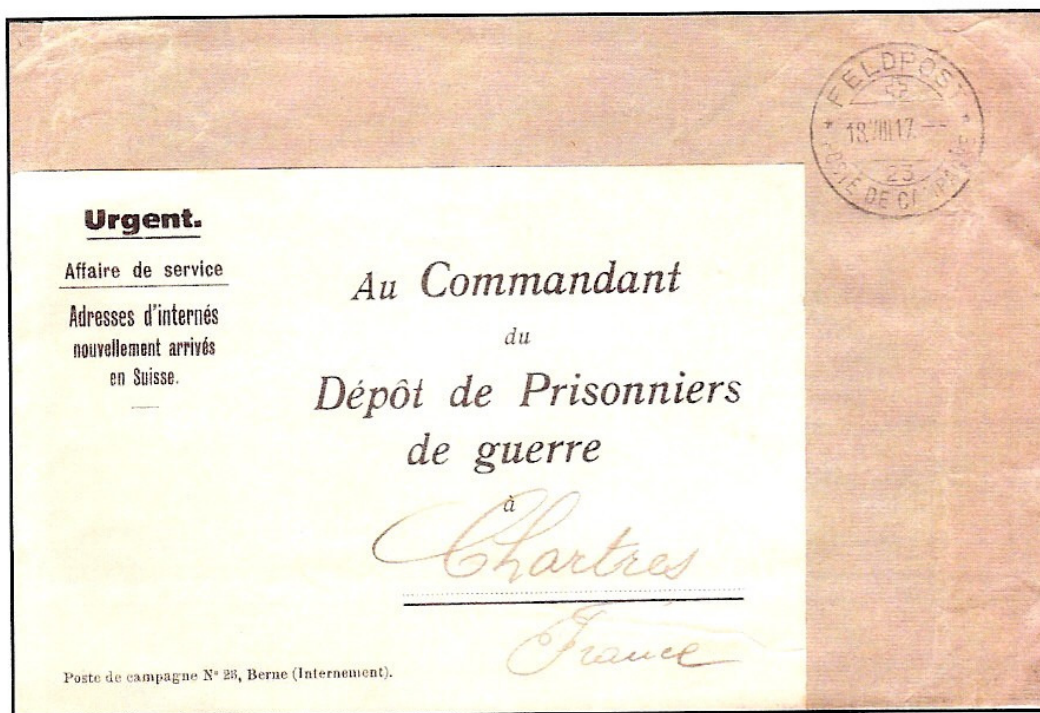 FELDPOST
18.VIII.17. –
23
POSTE DE CAMPAGNE
Urgent.
Affaire de service
Adresses d'internés
nouvellement arrivés
en Suisse.
Au Commandant
du
Dépôt de Prisonniers
de guerre
à
Chartres
France
Poste de campagne N° 23, Berne (Internement).